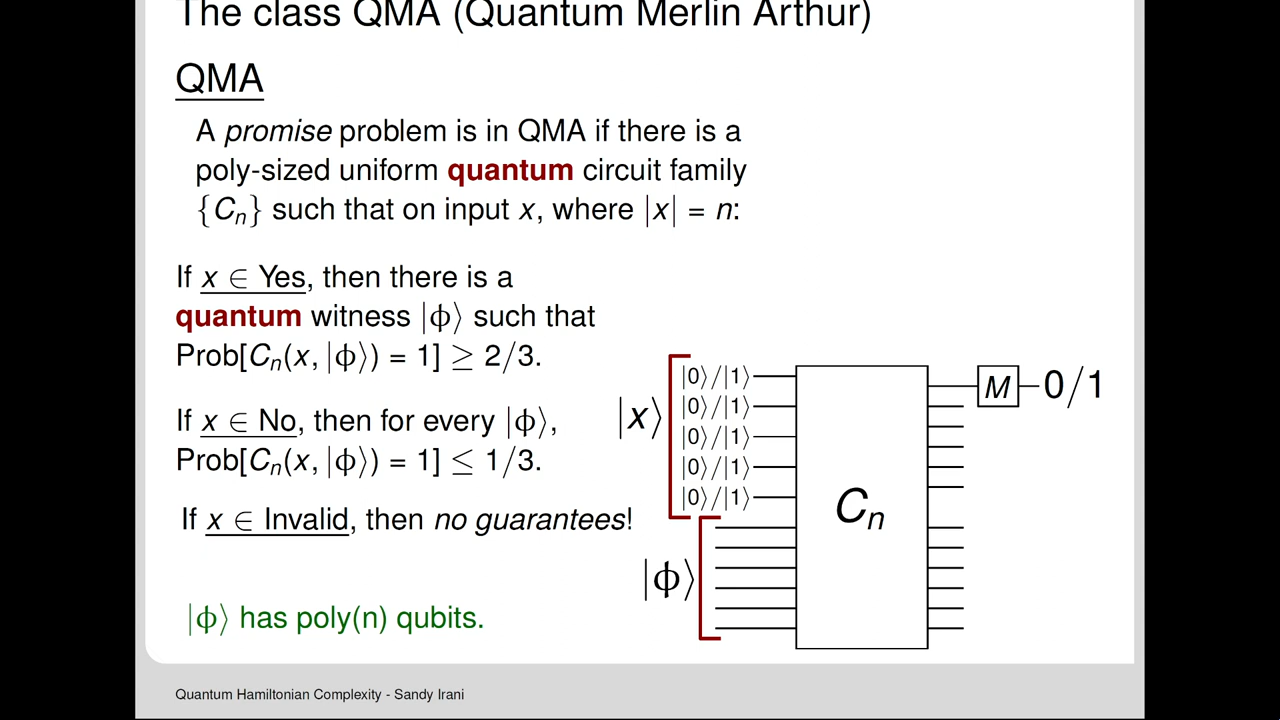 The class QMA (Quantum Merlin Arthur)
QMA
A promise problem is in QMA if there is a
poly-sized uniform quantum circuit family
{Cₙ} such that on input x, where |x| = n:
If x ∈ Yes, then there is a
quantum witness |ϕ⟩ such that
Prob[Cₙ(x, |ϕ⟩) = 1] ≥ 2/3.
If x ∈ No, then for every |ϕ⟩,
Prob[Cₙ(x, |ϕ⟩) = 1] ≤ 1/3.
If x ∈ Invalid, then no guarantees!
|ϕ⟩ has poly(n) qubits.
|x⟩
|0⟩/|1⟩
|0⟩/|1⟩
|0⟩/|1⟩
|0⟩/|1⟩
|0⟩/|1⟩
|ϕ⟩
Cₙ
M
0/1
Quantum Hamiltonian Complexity - Sandy Irani